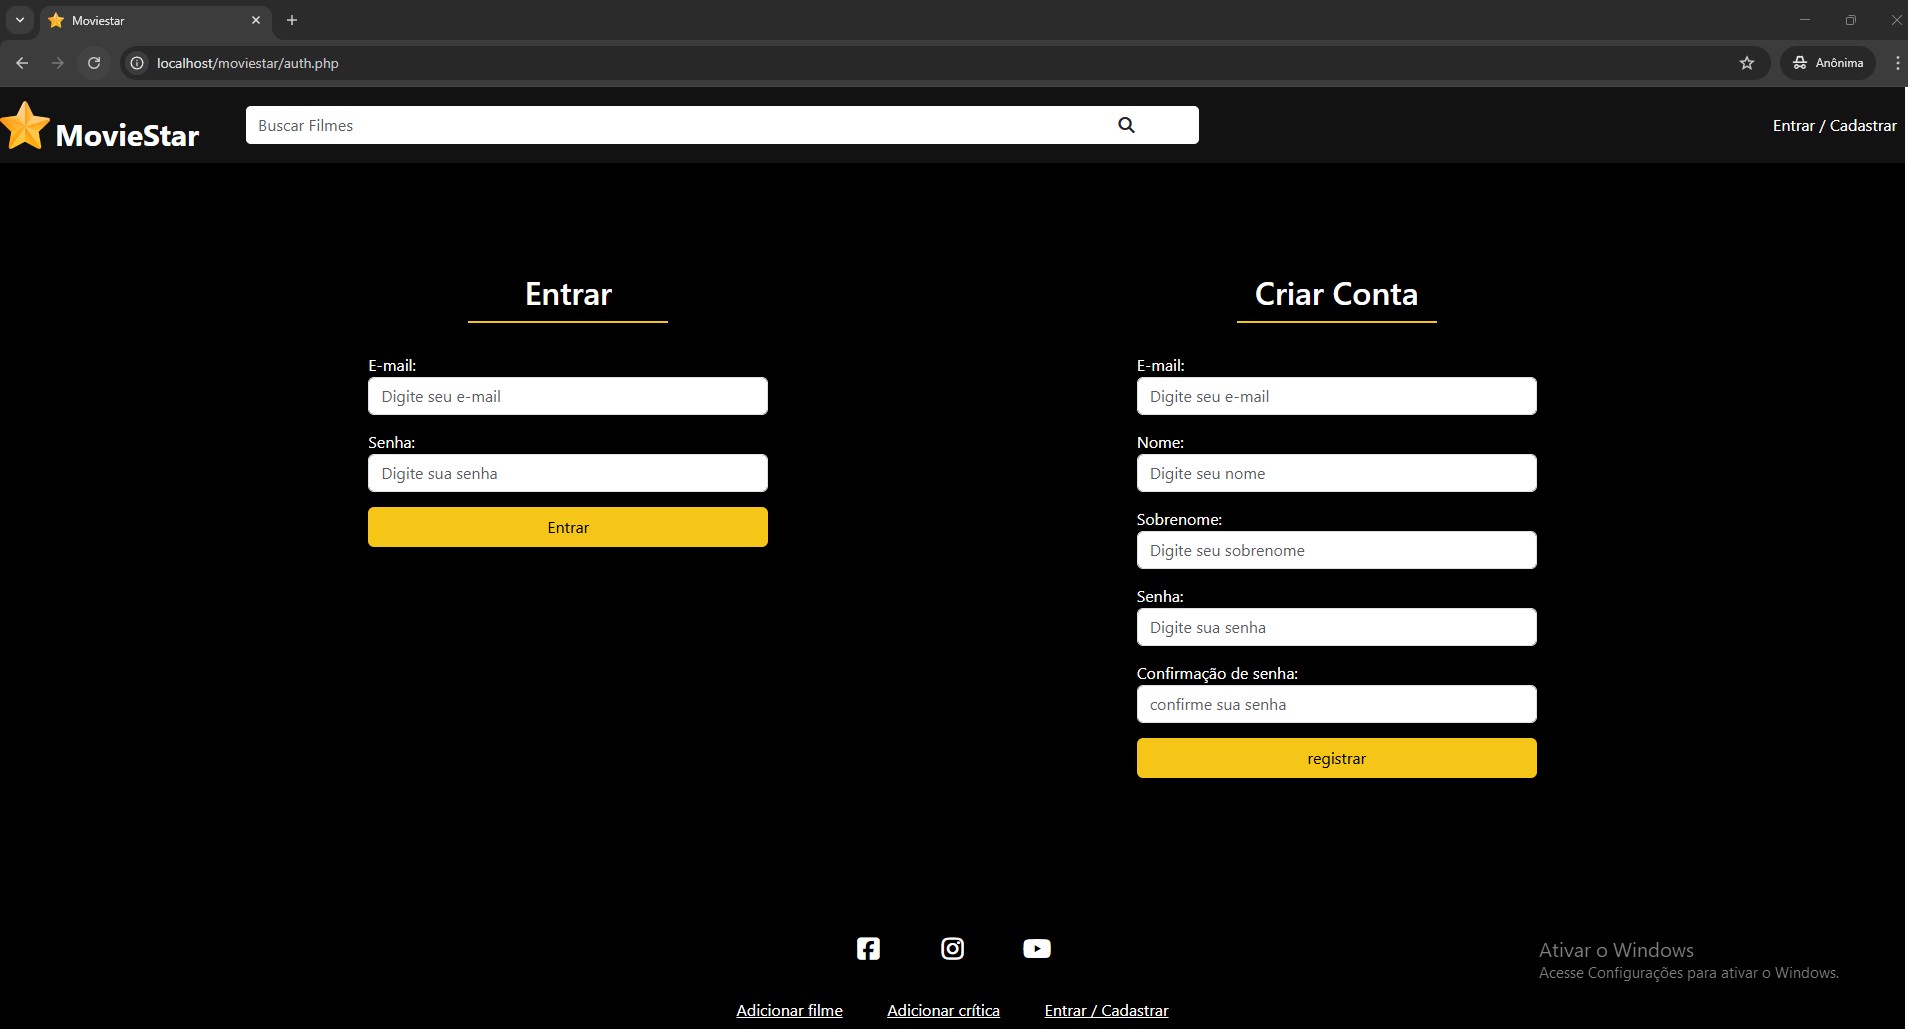 Moviestar
localhost/moviestar/auth.php
Anônima
MovieStar
Buscar Filmes
Entrar / Cadastrar
Entrar
E-mail:
Digite seu e-mail
Senha:
Digite sua senha
Entrar
Criar Conta
E-mail:
Digite seu e-mail
Nome:
Digite seu nome
Sobrenome:
Digite seu sobrenome
Senha:
Digite sua senha
Confirmação de senha:
confirme sua senha
registrar
Ativar o Windows
Acesse Configurações para ativar o Windows.
Adicionar filme
Adicionar crítica
Entrar / Cadastrar